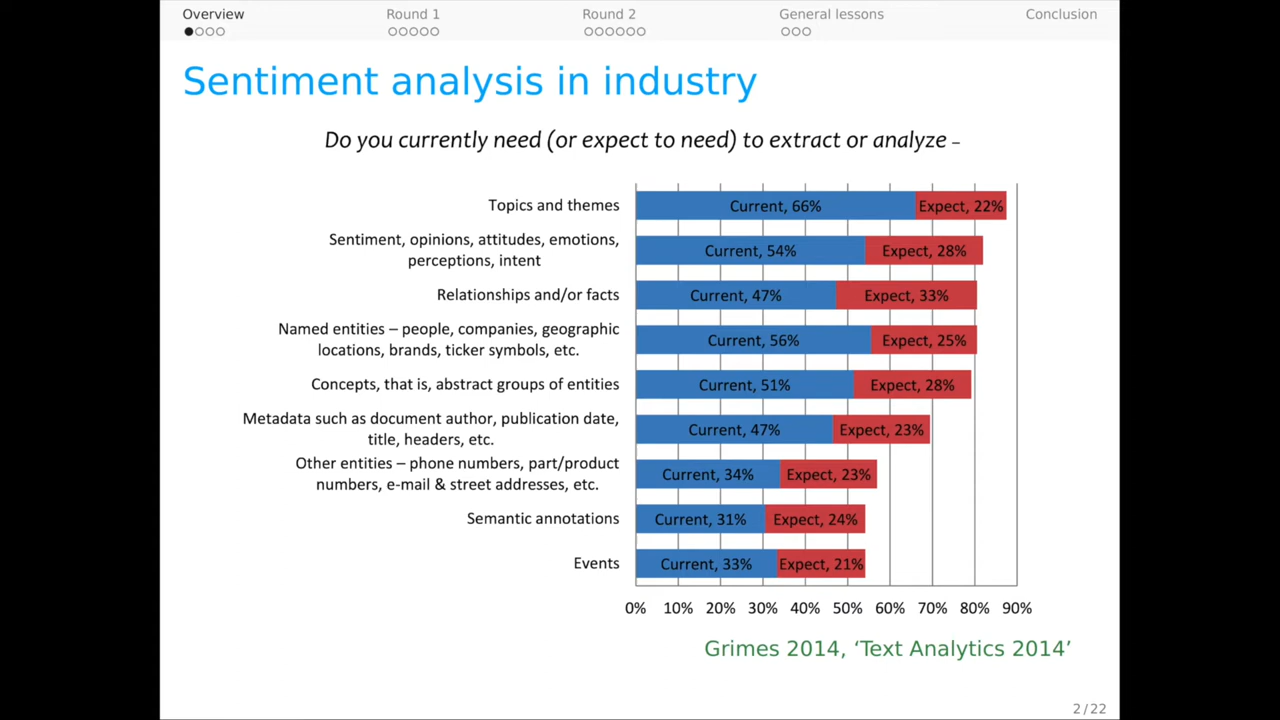 Overview Round 1 Round 2 General lessons Conclusion
Sentiment analysis in industry
Do you currently need (or expect to need) to extract or analyze –
Topics and themes Current, 66% Expect, 22%
Sentiment, opinions, attitudes, emotions,
perceptions, intent Current, 54% Expect, 28%
Relationships and/or facts Current, 47% Expect, 33%
Named entities – people, companies, geographic
locations, brands, ticker symbols, etc. Current, 56% Expect, 25%
Concepts, that is, abstract groups of entities Current, 51% Expect, 28%
Metadata such as document author, publication date,
title, headers, etc. Current, 47% Expect, 23%
Other entities – phone numbers, part/product
numbers, e-mail & street addresses, etc. Current, 34% Expect, 23%
Semantic annotations Current, 31% Expect, 24%
Events Current, 33% Expect, 21%
0% 10% 20% 30% 40% 50% 60% 70% 80% 90%
Grimes 2014, ‘Text Analytics 2014’
2 / 22